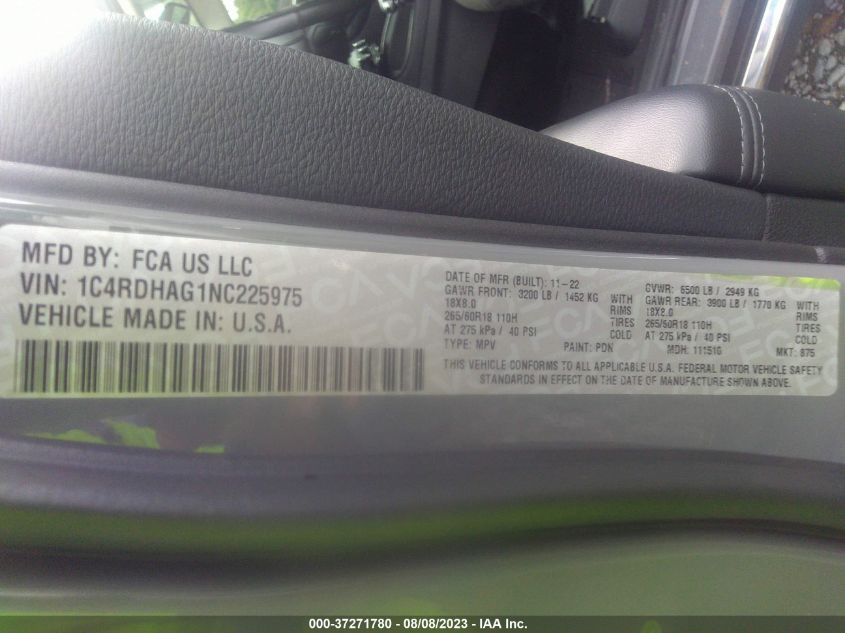 MFD BY: FCA US LLC
VIN: 1C4RDHAG1NC225975
VEHICLE MADE IN: U.S.A.
DATE OF MFR (BUILT): 11-22
GAWR FRONT: 3200 LB / 1452 KG WITH
18X8.0 RIMS
265/60R18 110H TIRES
AT 275 kPa / 40 PSI COLD
TYPE: MPV PAINT: PDN
GVWR: 6500 LB / 2949 KG
GAWR REAR: 3900 LB / 1770 KG WITH
18X8.0 RIMS
265/60R18 110H TIRES
AT 275 kPa / 40 PSI COLD
MDH: 111516 MKT: 875
THIS VEHICLE CONFORMS TO ALL APPLICABLE U.S.A. FEDERAL MOTOR VEHICLE SAFETY
STANDARDS IN EFFECT ON THE DATE OF MANUFACTURE SHOWN ABOVE.
000-37271780 - 08/08/2023 - IAA Inc.